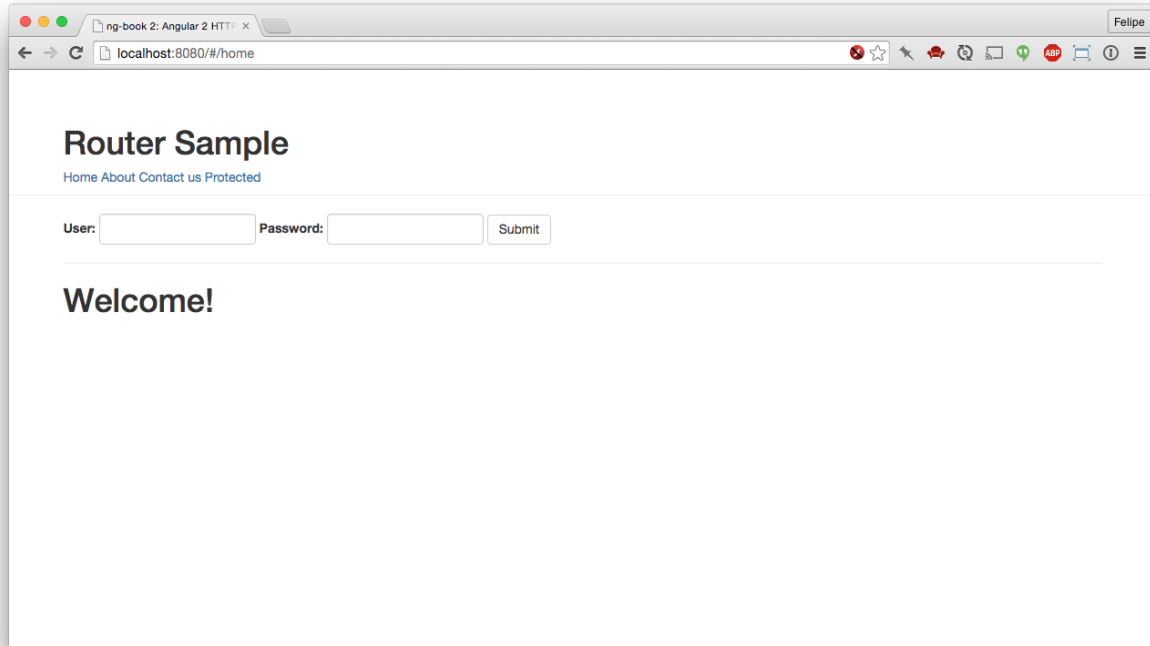 ng-book 2: Angular 2 HTTP
Felipe
localhost:8080/#/home
ABP
Router Sample
Home About Contact us Protected
User: Password: Submit
Welcome!